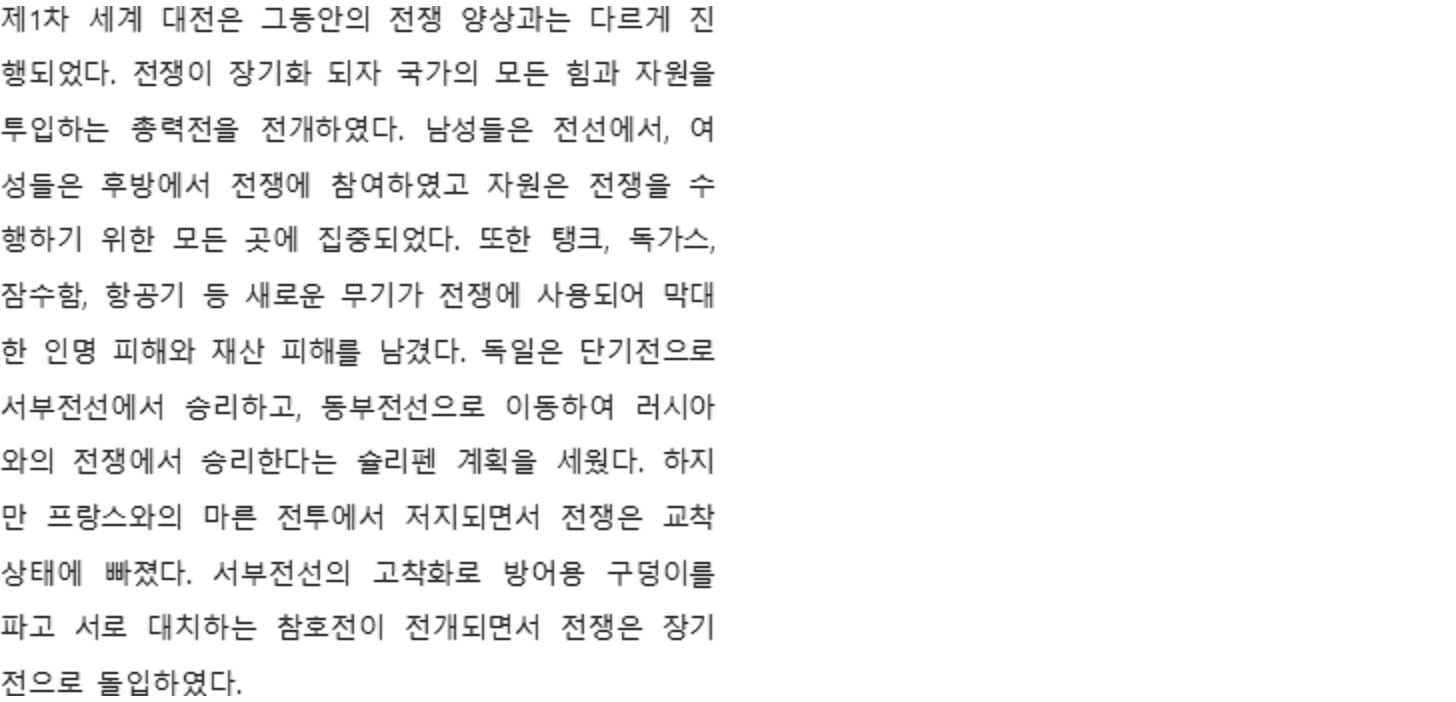 제1차 세계 대전은 그동안의 전쟁 양상과는 다르게 진
행되었다. 전쟁이 장기화 되자 국가의 모든 힘과 자원을
투입하는 총력전을 전개하였다. 남성들은 전선에서, 여
성들은 후방에서 전쟁에 참여하였고 자원은 전쟁을 수
행하기 위한 모든 곳에 집중되었다. 또한 탱크, 독가스,
잠수함, 항공기 등 새로운 무기가 전쟁에 사용되어 막대
한 인명 피해와 재산 피해를 남겼다. 독일은 단기전으로
서부전선에서 승리하고, 동부전선으로 이동하여 러시아
와의 전쟁에서 승리한다는 슐리펜 계획을 세웠다. 하지
만 프랑스와의 마른 전투에서 저지되면서 전쟁은 교착
상태에 빠졌다. 서부전선의 고착화로 방어용 구덩이를
파고 서로 대치하는 참호전이 전개되면서 전쟁은 장기
전으로 돌입하였다.